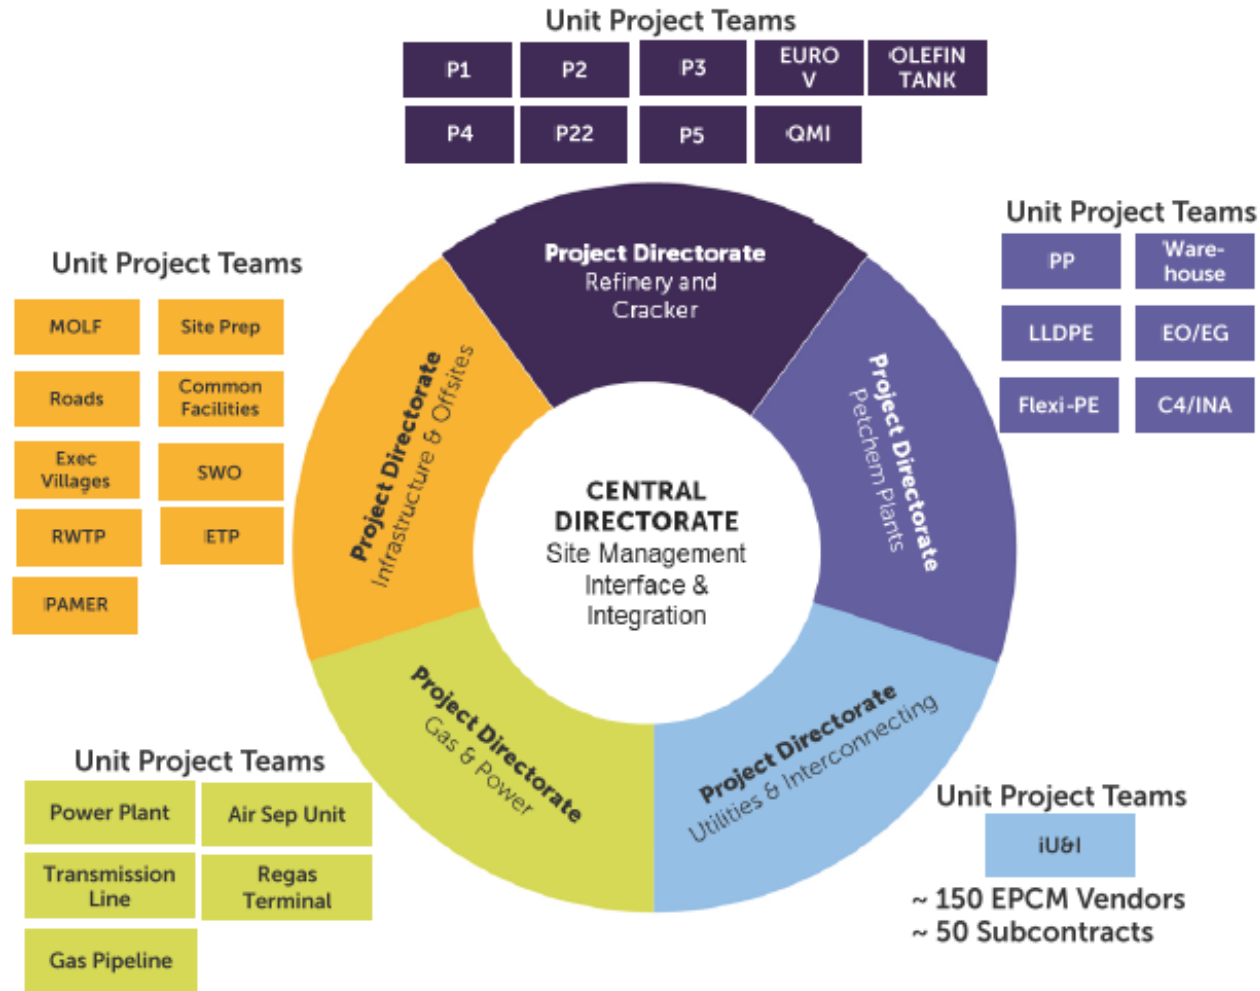 Unit Project Teams
P1
P2
P3
EURO
V
OLEFIN
TANK
P4
P22
P5
QMI
Unit Project Teams
PP
Ware-
house
LLDPE
EO/EG
Flexi-PE
C4/INA
Unit Project Teams
MOLF
Site Prep
Roads
Common
Facilities
Exec
Villages
SWO
RWTP
ETP
PAMER
Project Directorate
Refinery and
Cracker
Project Directorate
Petchem Plants
Project Directorate
Infrastructure & Offsites
CENTRAL
DIRECTORATE
Site Management
Interface &
Integration
Project Directorate
Gas & Power
Project Directorate
Utilities & Interconnecting
Unit Project Teams
Power Plant
Air Sep Unit
Transmission
Line
Regas
Terminal
Gas Pipeline
Unit Project Teams
iU&I
~ 150 EPCM Vendors
~ 50 Subcontracts